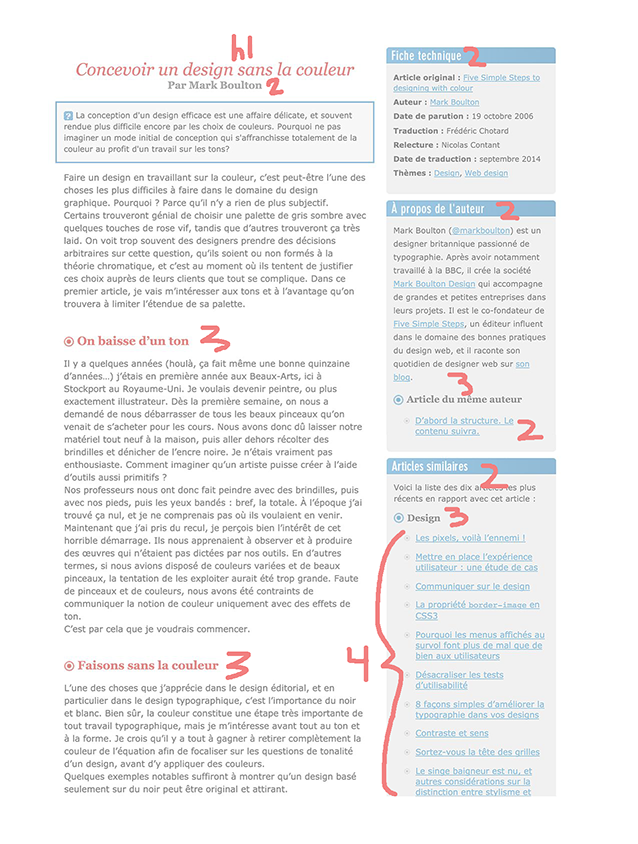 h1
Concevoir un design sans la couleur
Par Mark Boulton 2
? La conception d'un design efficace est une affaire délicate, et souvent
rendue plus difficile encore par les choix de couleurs. Pourquoi ne pas
imaginer un mode initial de conception qui s'affranchisse totalement de la
couleur au profit d'un travail sur les tons?
Faire un design en travaillant sur la couleur, c'est peut-être l'une des
choses les plus difficiles à faire dans le domaine du design
graphique. Pourquoi ? Parce qu'il n'y a rien de plus subjectif.
Certains trouveront génial de choisir une palette de gris sombre avec
quelques touches de rose vif, tandis que d'autres trouveront ça très
laid. On voit trop souvent des designers prendre des décisions
arbitraires sur cette question, qu'ils soient ou non formés à la
théorie chromatique, et c'est au moment où ils tentent de justifier
ces choix auprès de leurs clients que tout se complique. Dans ce
premier article, je vais m'intéresser aux tons et à l'avantage qu'on
trouvera à limiter l'étendue de sa palette.
On baisse d'un ton 3
Il y a quelques années (houlà, ça fait même une bonne quinzaine
d'années...) j'étais en première année aux Beaux-Arts, ici à
Stockport au Royaume-Uni. Je voulais devenir peintre, ou plus
exactement illustrateur. Dès la première semaine, on nous a
demandé de nous débarrasser de tous les beaux pinceaux qu'on
venait de s'acheter pour les cours. Nous avons donc dû laisser notre
matériel tout neuf à la maison, puis aller dehors récolter des
brindilles et dénicher de l'encre noire. Je n'étais vraiment pas
enthousiaste. Comment imaginer qu'un artiste puisse créer à l'aide
d'outils aussi primitifs ?
Nos professeurs nous ont donc fait peindre avec des brindilles, puis
avec nos pieds, puis les yeux bandés : bref, la totale. À l'époque j'ai
trouvé ça nul, et je ne comprenais pas où ils voulaient en venir.
Maintenant que j'ai pris du recul, je perçois bien l'intérêt de cet
horrible démarrage. Ils nous apprenaient à observer et à produire
des œuvres qui n'étaient pas dictées par nos outils. En d'autres
termes, si nous avions disposé de couleurs variées et de beaux
pinceaux, la tentation de les exploiter aurait été trop grande. Faute
de pinceaux et de couleurs, nous avons été contraints de
communiquer la notion de couleur uniquement avec des effets de
ton.
C'est par cela que je voudrais commencer.
Faisons sans la couleur 3
L'une des choses que j'apprécie dans le design éditorial, et en
particulier dans le design typographique, c'est l'importance du noir
et blanc. Bien sûr, la couleur constitue une étape très importante de
tout travail typographique, mais je m'intéresse avant tout au ton et
à la forme. Je crois qu'il y a tout à gagner à retirer complètement la
couleur de l'équation afin de focaliser sur les questions de tonalité
d'un design, avant d'y appliquer des couleurs.
Quelques exemples notables suffiront à montrer qu'un design basé
seulement sur du noir peut être original et attirant.
Fiche technique 2
Article original : Five Simple Steps to
designing with colour
Auteur : Mark Boulton
Date de parution : 19 octobre 2006
Traduction : Frédéric Chotard
Relecture : Nicolas Contant
Date de traduction : septembre 2014
Thèmes : Design, Web design
À propos de l'auteur 2
Mark Boulton (@markboulton) est un
designer britannique passionné de
typographie. Après avoir notamment
travaillé à la BBC, il crée la société
Mark Boulton Design qui accompagne
de grandes et petites entreprises dans
leurs projets. Il est le co-fondateur de
Five Simple Steps, un éditeur influent
dans le domaine des bonnes pratiques
du design web, et il raconte son
quotidien de designer web sur son
blog. 3
Article du même auteur
D'abord la structure. Le
contenu suivra. 2
Articles similaires 2
Voici la liste des dix articles les plus
récents en rapport avec cet article :
Design 3
4
Les pixels, voilà l'ennemi !
Mettre en place l'expérience
utilisateur : une étude de cas
Communiquer sur le design
La propriété border-image en
CSS3
Pourquoi les menus affichés au
survol font plus de mal que de
bien aux utilisateurs
Désacraliser les tests
d'utilisabilité
8 façons simples d'améliorer la
typographie dans vos designs
Contraste et sens
Sortez-vous la tête des grilles
Le singe baigneur est nu, et
autres considérations sur la
distinction entre stylisme et